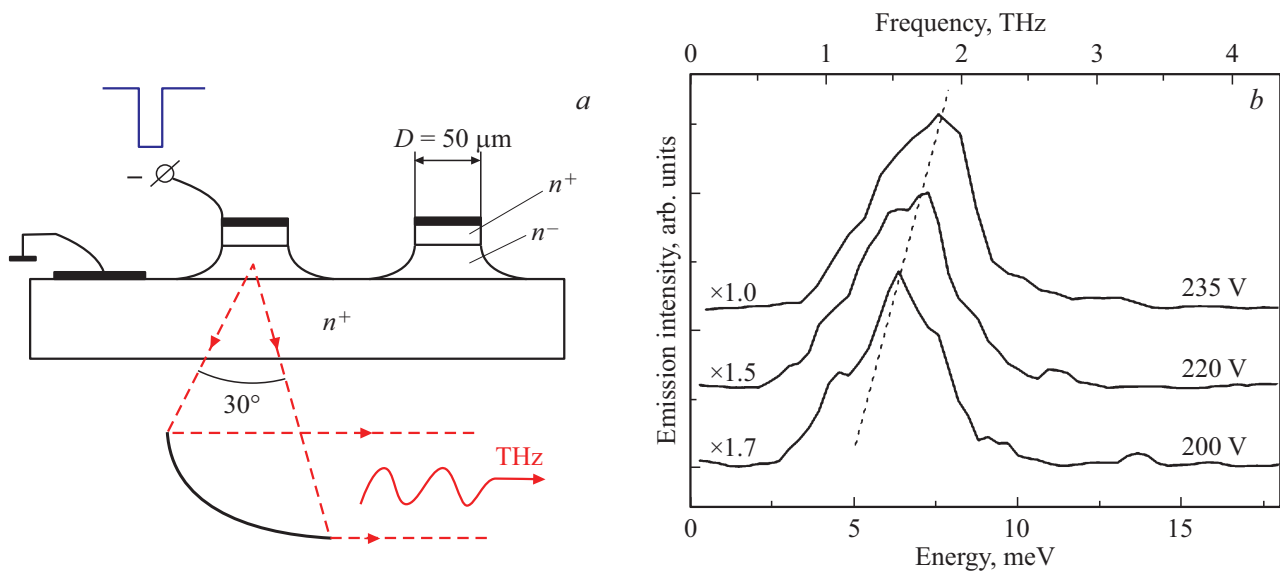 a
D = 50 μm
–
n⁺
n⁻
n⁺
30°
THz
Frequency, THz
0 1 2 3 4
b
Emission intensity, arb. units
×1.0 235 V
×1.5 220 V
×1.7 200 V
0 5 10 15
Energy, meV